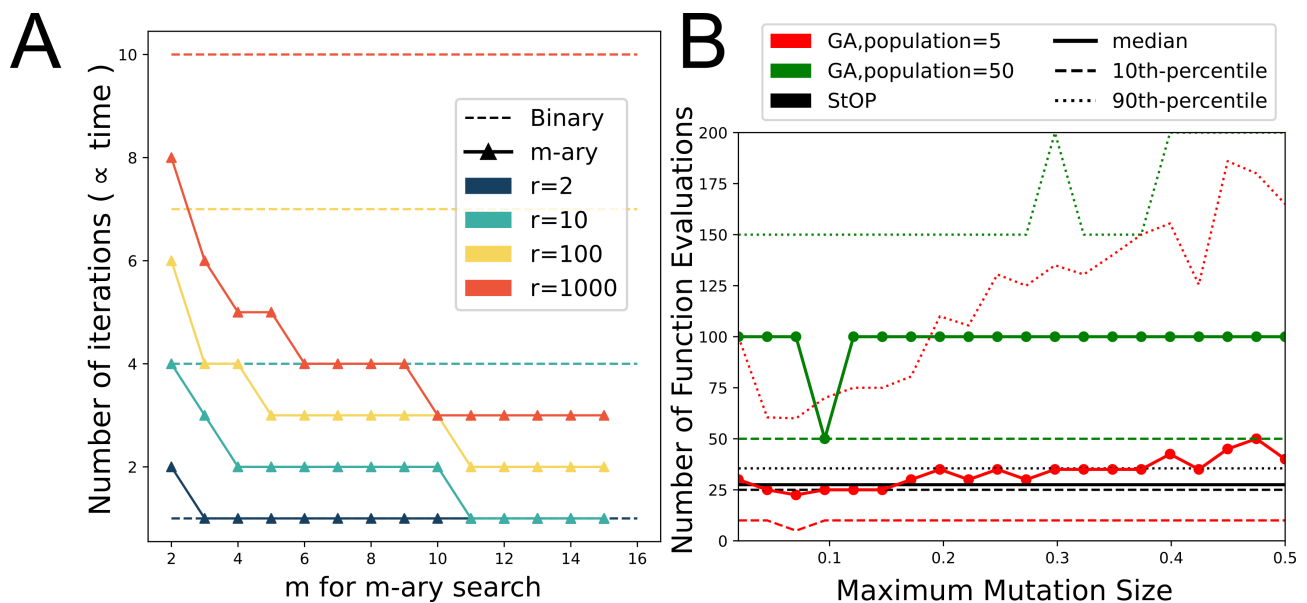 A
Number of iterations ( ∝ time )
10
8
6
4
2
Binary
m-ary
r=2
r=10
r=100
r=1000
2 4 6 8 10 12 14 16
m for m-ary search
B
GA,population=5
GA,population=50
StOP
median
10th-percentile
90th-percentile
Number of Function Evaluations
200
175
150
125
100
75
50
25
0
0.1 0.2 0.3 0.4 0.5
Maximum Mutation Size